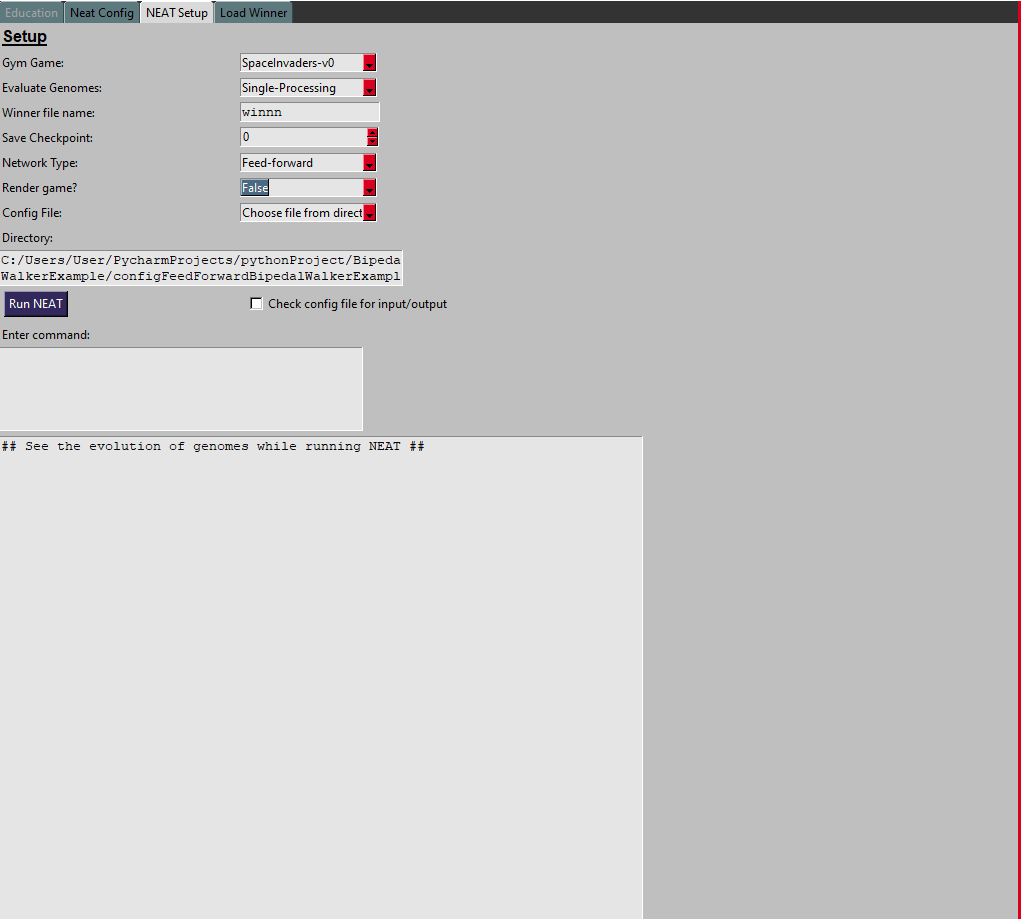 Education Neat Config NEAT Setup Load Winner
Setup
Gym Game: SpaceInvaders-v0
Evaluate Genomes: Single-Processing
Winner file name: winnn
Save Checkpoint: 0
Network Type: Feed-forward
Render game? False
Config File: Choose file from direct
Directory:
C:/Users/User/PycharmProjects/pythonProject/Bipeda
WalkerExample/configFeedForwardBipedalWalkerExampl
Run NEAT Check config file for input/output
Enter command:
## See the evolution of genomes while running NEAT ##